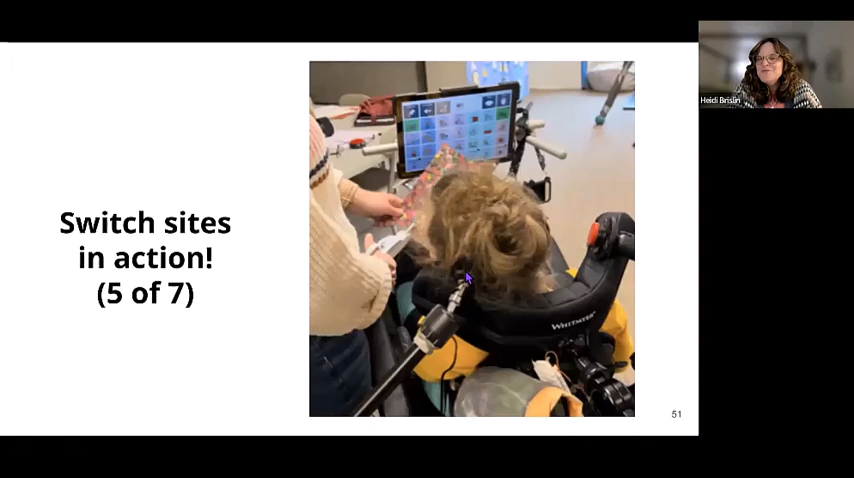 Heidi Brislin
Switch sites
in action!
(5 of 7)
WHITMYER
51